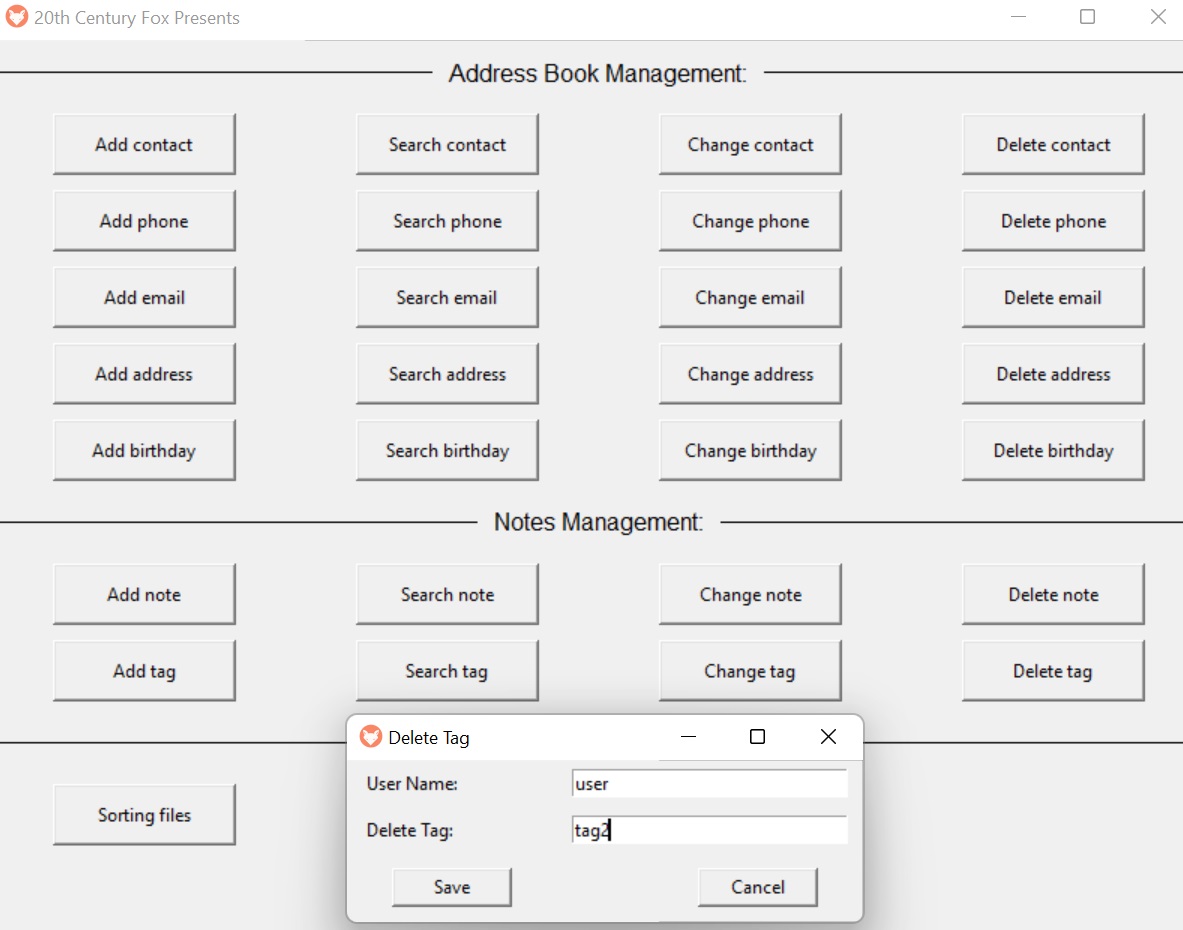 20th Century Fox Presents
Address Book Management:
Add contact Search contact Change contact Delete contact
Add phone Search phone Change phone Delete phone
Add email Search email Change email Delete email
Add address Search address Change address Delete address
Add birthday Search birthday Change birthday Delete birthday
Notes Management:
Add note Search note Change note Delete note
Add tag Search tag Change tag Delete tag
Delete Tag
User Name: user
Sorting files
Delete Tag: tag2
Save Cancel